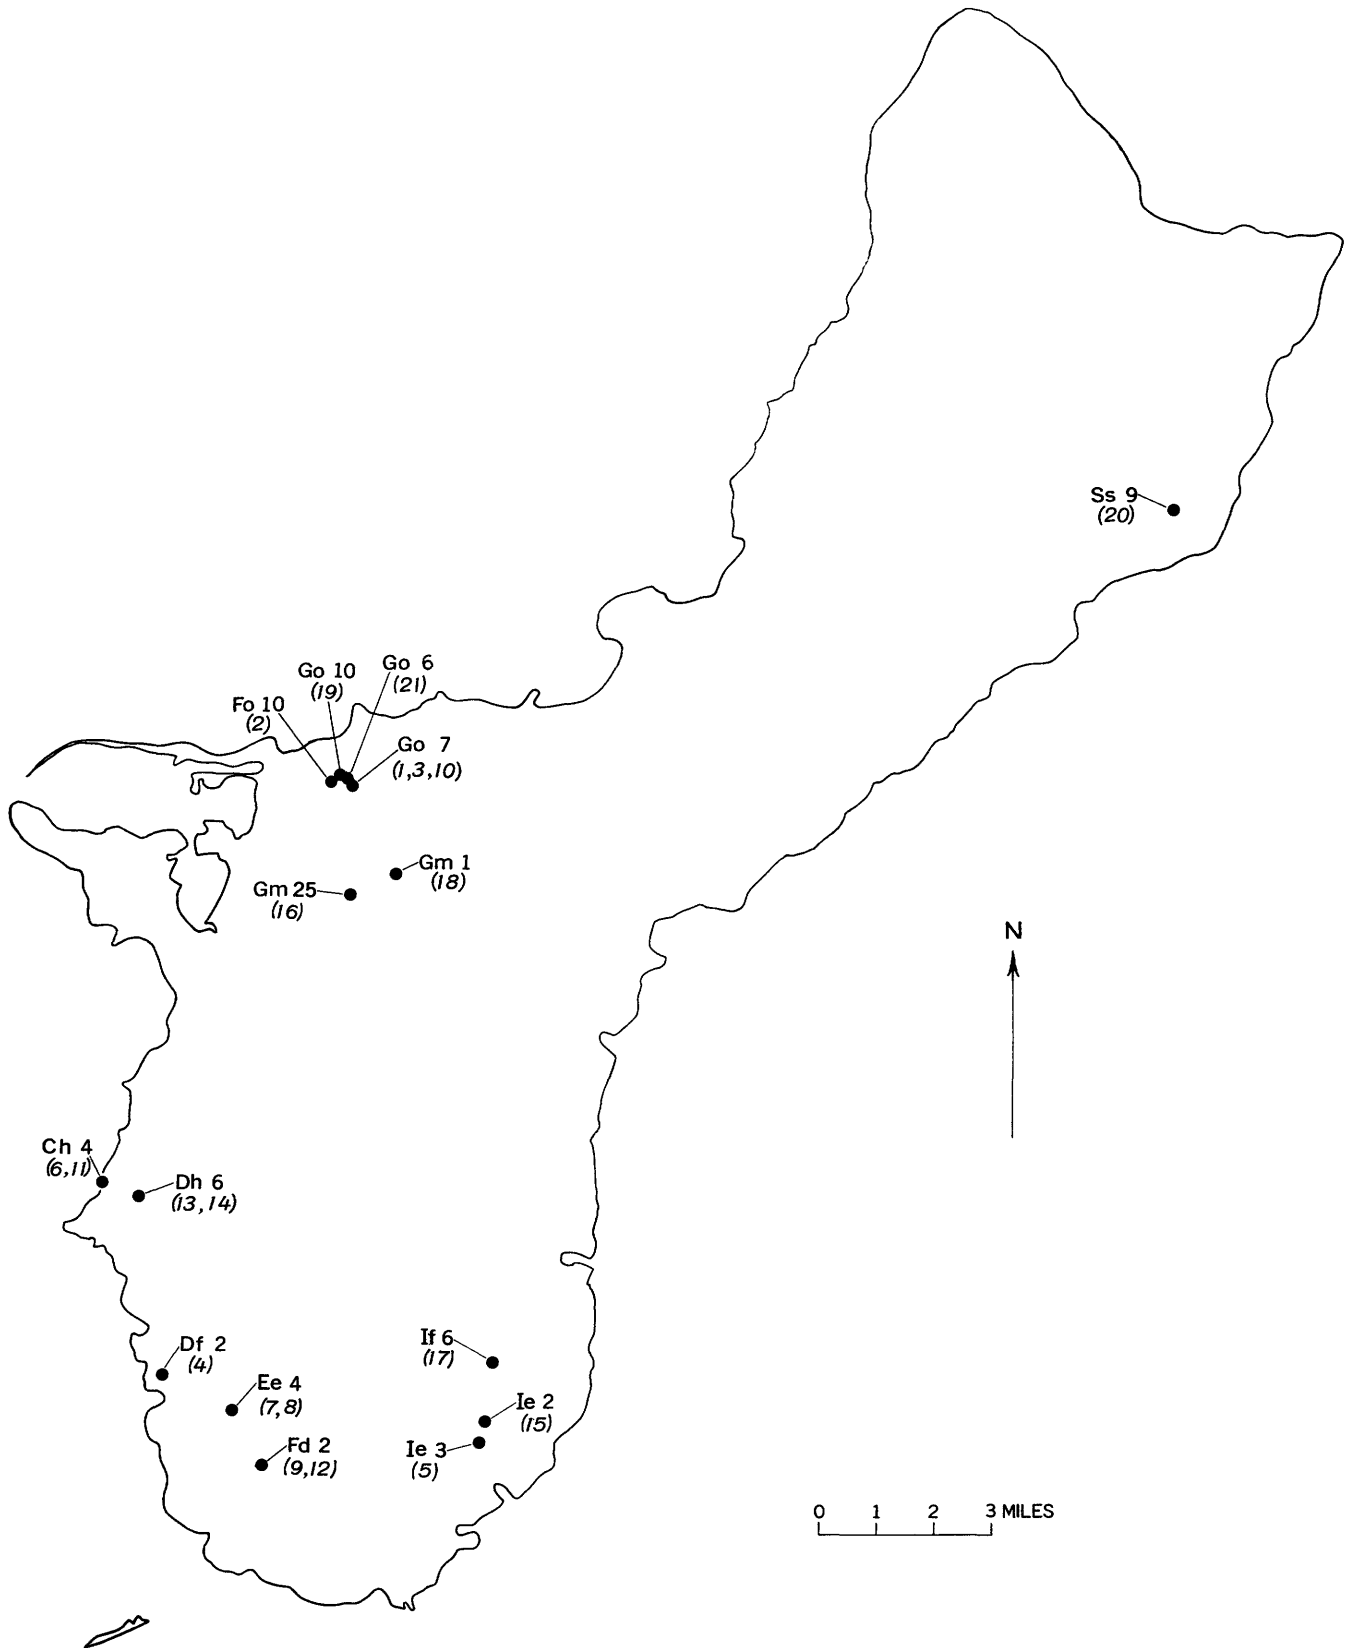 Ss 9
(20)
Go 10
(19)
Go 6
(21)
Fo 10
(2)
Go 7
(1,3,10)
Gm 1
(18)
Gm 25
(16)
N
Ch 4
(6,11)
Dh 6
(13,14)
If 6
(17)
Df 2
(4)
Ee 4
(7,8)
Ie 2
(15)
Fd 2
(9,12)
Ie 3
(5)
0 1 2 3 MILES